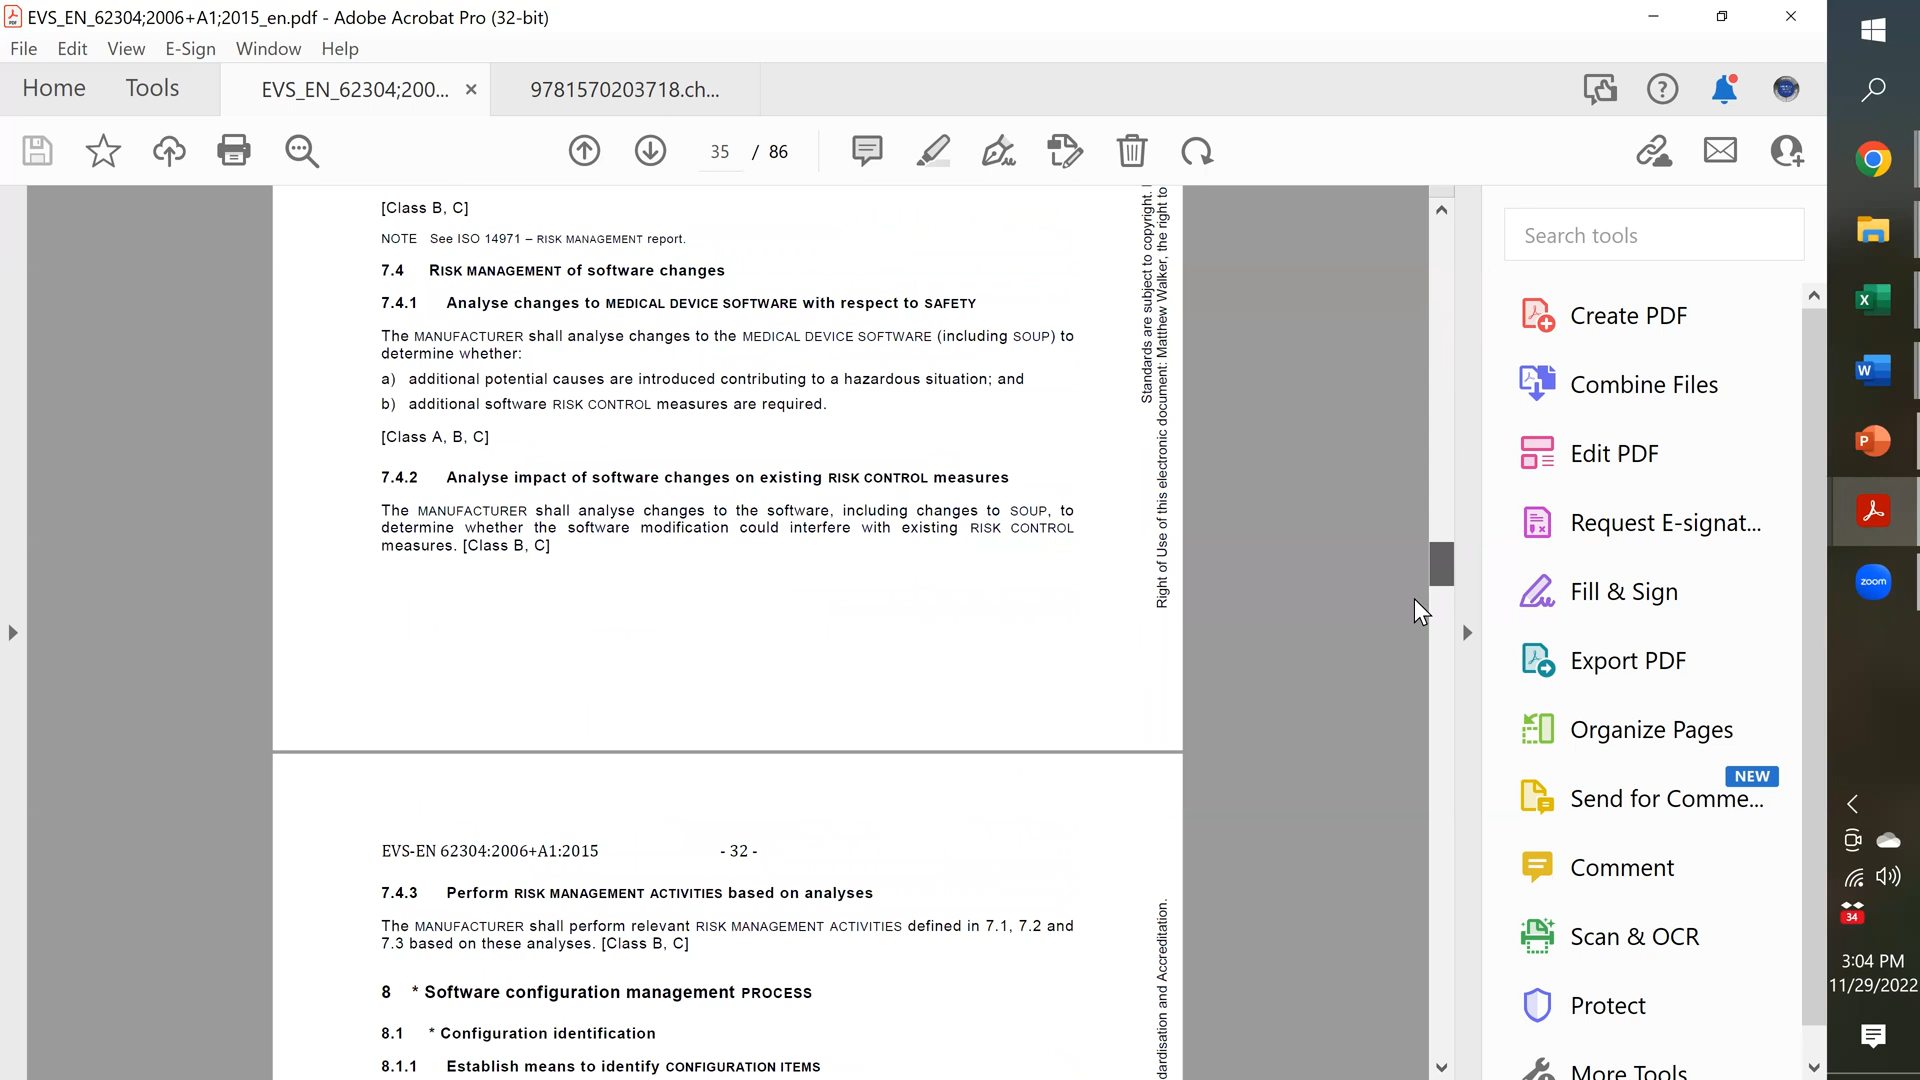 EVS_EN_62304;2006+A1;2015_en.pdf - Adobe Acrobat Pro (32-bit)
File Edit View E-Sign Window Help
Home Tools EVS_EN_62304;200... × 9781570203718.ch...
35 / 86
[Class B, C]
NOTE See ISO 14971 – RISK MANAGEMENT report.
7.4 RISK MANAGEMENT of software changes
7.4.1 Analyse changes to MEDICAL DEVICE SOFTWARE with respect to SAFETY
The MANUFACTURER shall analyse changes to the MEDICAL DEVICE SOFTWARE (including SOUP) to
determine whether:
a) additional potential causes are introduced contributing to a hazardous situation; and
b) additional software RISK CONTROL measures are required.
[Class A, B, C]
7.4.2 Analyse impact of software changes on existing RISK CONTROL measures
The MANUFACTURER shall analyse changes to the software, including changes to SOUP, to
determine whether the software modification could interfere with existing RISK CONTROL
measures. [Class B, C]
Standards are subject to copyright.
Right of Use of this electronic document: Matthew Walker, the right to
EVS-EN 62304:2006+A1:2015 - 32 -
7.4.3 Perform RISK MANAGEMENT ACTIVITIES based on analyses
The MANUFACTURER shall perform relevant RISK MANAGEMENT ACTIVITIES defined in 7.1, 7.2 and
7.3 based on these analyses. [Class B, C]
8 * Software configuration management PROCESS
8.1 * Configuration identification
8.1.1 Establish means to identify CONFIGURATION ITEMS
dardisation and Accreditation.
Search tools
Create PDF
Combine Files
Edit PDF
Request E-signat...
Fill & Sign
Export PDF
Organize Pages
NEW
Send for Comme...
Comment
Scan & OCR
Protect
More Tools
zoom
34
3:04 PM
11/29/2022